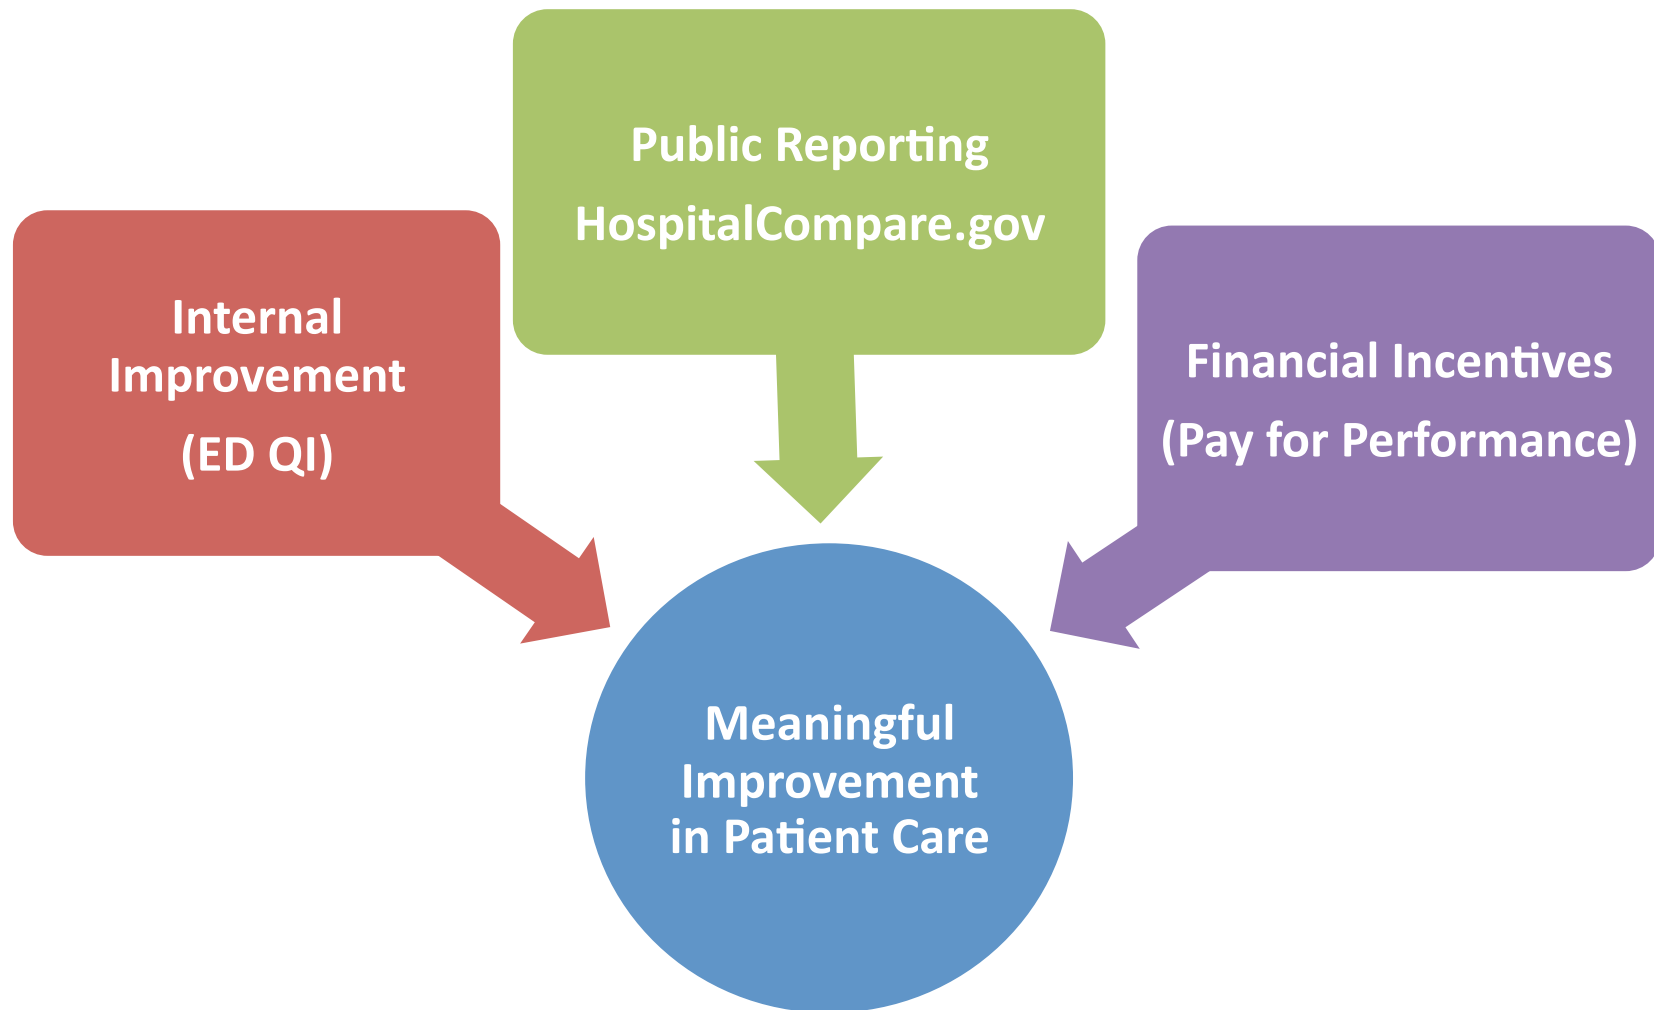 Public Reporting
HospitalCompare.gov
Internal
Improvement
(ED QI)
Financial Incentives
(Pay for Performance)
Meaningful
Improvement
in Patient Care